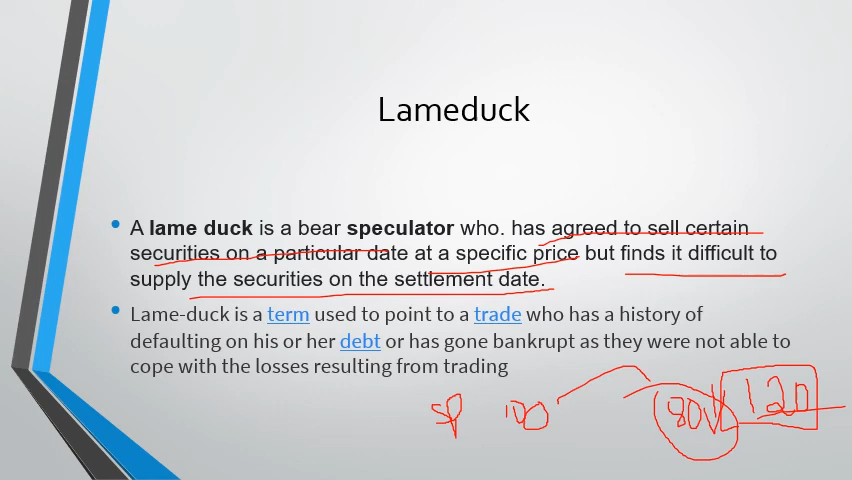 Lameduck
A lame duck is a bear speculator who. has agreed to sell certain
securities on a particular date at a specific price but finds it difficult to
supply the securities on the settlement date.
Lame-duck is a term used to point to a trade who has a history of
defaulting on his or her debt or has gone bankrupt as they were not able to
cope with the losses resulting from trading
SP 100 80 120